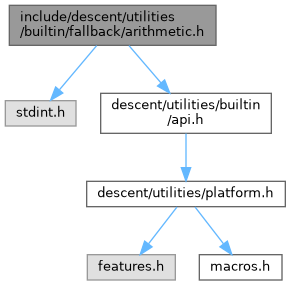 include/descent/utilities
/builtin/fallback/arithmetic.h
stdint.h
descent/utilities/builtin
/api.h
descent/utilities/platform.h
features.h
macros.h